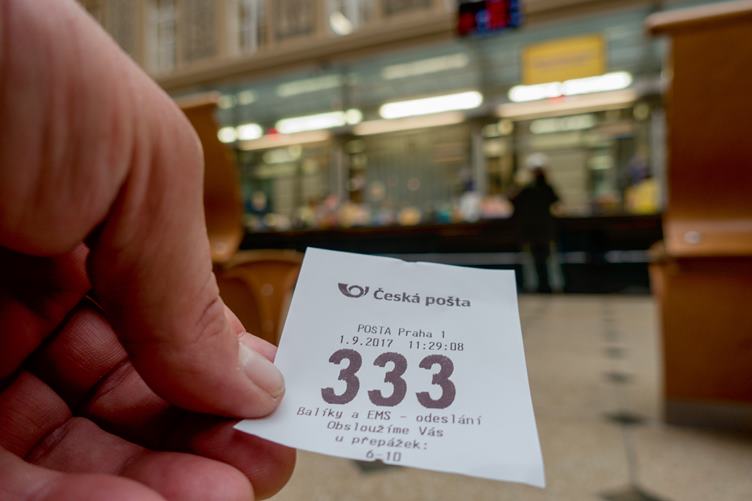 Česká pošta
POSTA Praha 1
1.9.2017 11:29:08
333
Balíky a EMS - odeslání
Obsloužíme Vás
u přepážek:
6-10